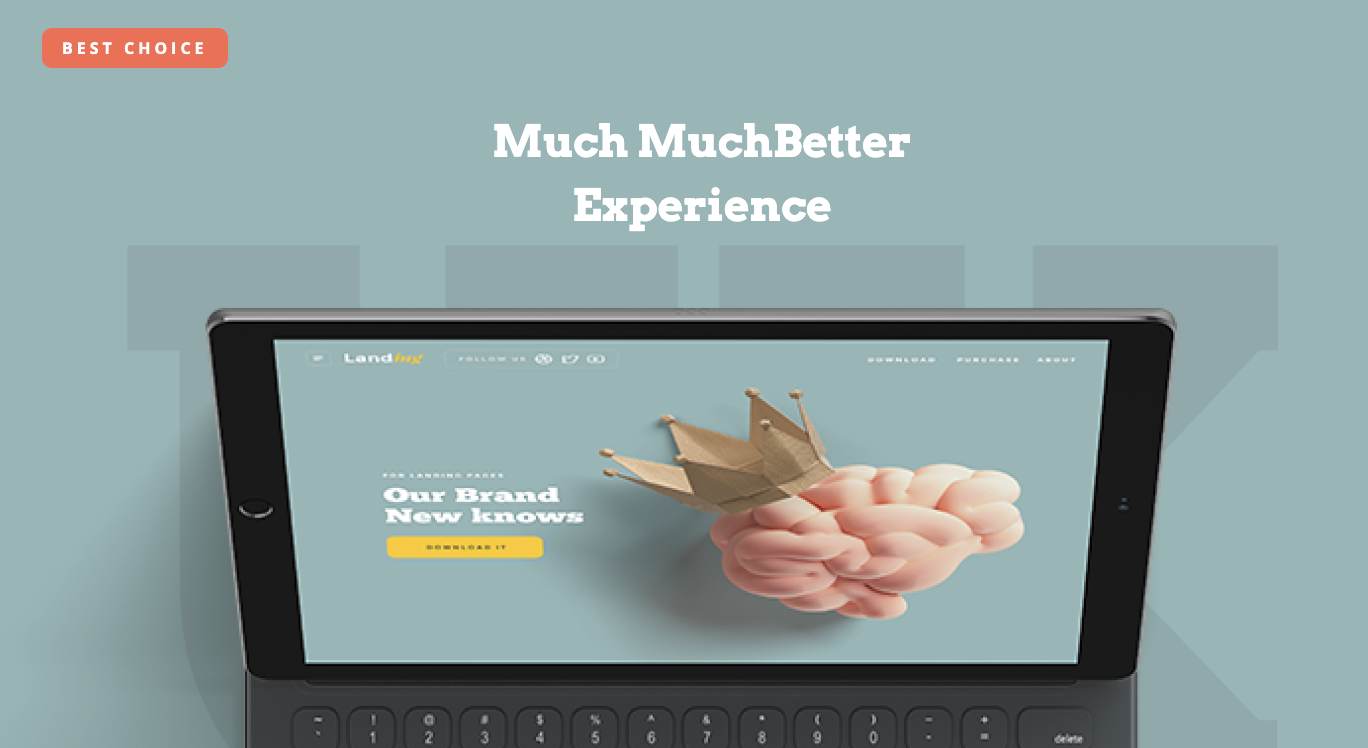 BEST CHOICE
Much MuchBetter
Experience
Landing
FOLLOW US
DOWNLOAD PURCHASE ABOUT
FOR LANDING PAGES
Our Brand
New knows
DOWNLOAD IT
~ ! @ # $ % ^ & * ( ) – +
` 1 2 3 4 5 6 7 8 9 0 - = delete